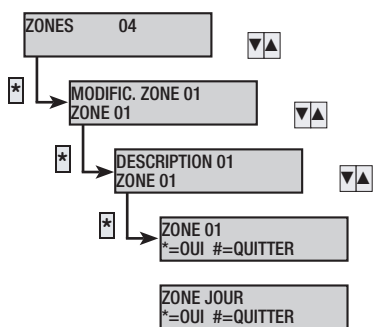 ZONES 04
▼▲
*
MODIFIC. ZONE 01
ZONE 01
▼▲
*
DESCRIPTION 01
ZONE 01
▼▲
*
ZONE 01
*=OUI #=QUITTER
ZONE JOUR
*=OUI #=QUITTER